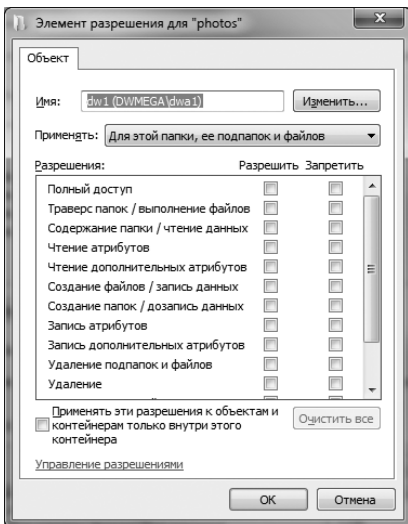 Элемент разрешения для "photos"
Объект
Имя: dw1 (DWMEGA\dwa1) Изменить...
Применять: Для этой папки, ее подпапок и файлов
Разрешения: Разрешить Запретить
Полный доступ
Траверс папок / выполнение файлов
Содержание папки / чтение данных
Чтение атрибутов
Чтение дополнительных атрибутов
Создание файлов / запись данных
Создание папок / дозапись данных
Запись атрибутов
Запись дополнительных атрибутов
Удаление подпапок и файлов
Удаление
Применять эти разрешения к объектам и
контейнерам только внутри этого
контейнера
Очистить все
Управление разрешениями
ОК Отмена